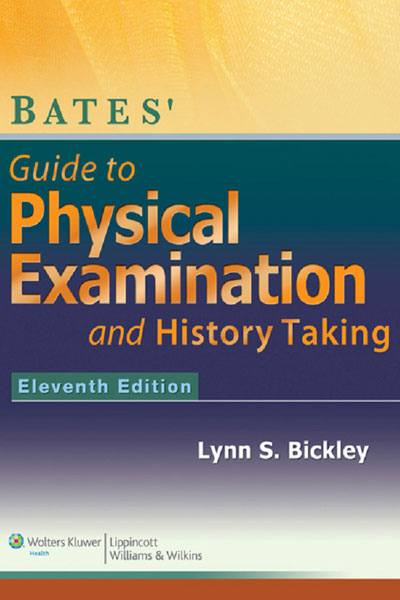 BATES'
Guide to
Physical
Examination
and History Taking
Eleventh Edition
Lynn S. Bickley
Wolters Kluwer
Health
Lippincott
Williams & Wilkins